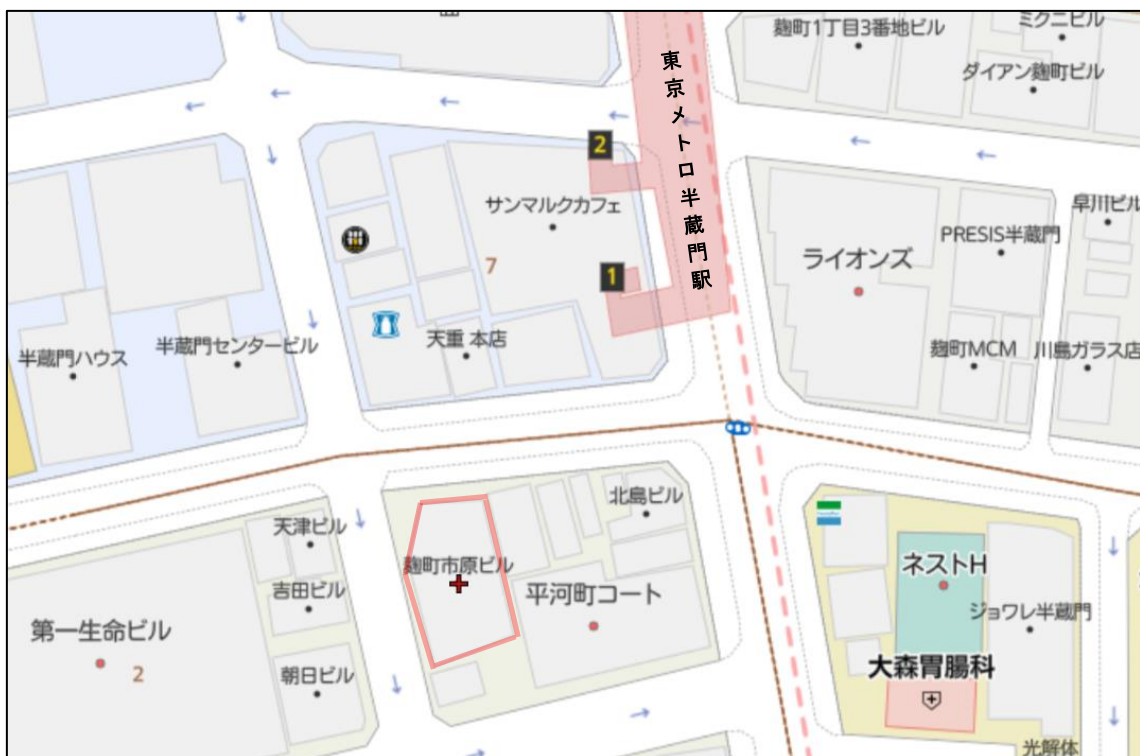 麹町1丁目3番地ビル
ミクニビル
ダイアン麹町ビル
東京メトロ半蔵門駅
2
サンマルクカフェ
早川ビル
PRESIS半蔵門
ライオンズ
7
1
天重 本店
半蔵門センタービル
半蔵門ハウス
麹町MCM
川島ガラス店
北島ビル
天津ビル
麹町市原ビル
ネストH
吉田ビル
平河町コート
ジョワレ半蔵門
第一生命ビル
2
朝日ビル
大森胃腸科
光解体